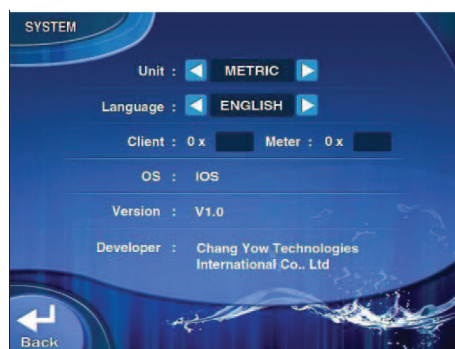 SYSTEM
Unit : METRIC
Language : ENGLISH
Client : 0 x Meter : 0 x
OS : IOS
Version : V1.0
Developer : Chang Yow Technologies
International Co.. Ltd
Back